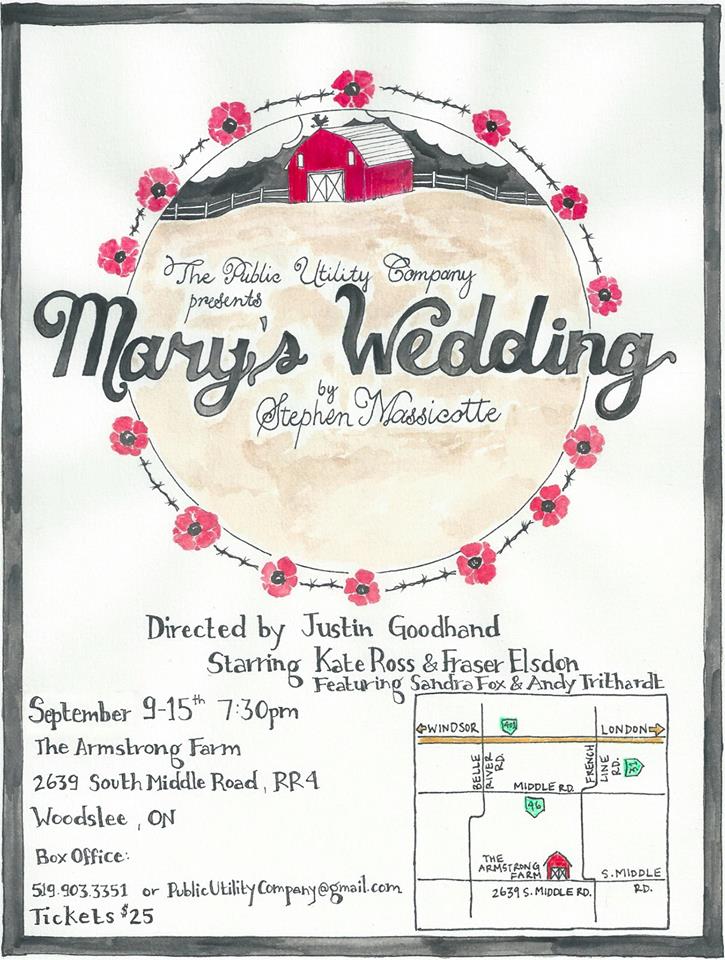 The Public Utility Company
presents
Mary's Wedding
by
Stephen Massicotte
Directed by Justin Goodhand
Starring Kate Ross & Fraser Elsdon
Featuring Sandra Fox & Andy Trithardt
September 9-15th 7:30pm
The Armstrong Farm
2639 South Middle Road, RR4
Woodslee, ON
Box Office:
519.903.3351 or PublicUtilityCompany@gmail.com
Tickets $25
WINDSOR
401
LONDON
BELLE
RIVER
RD.
FRENCH
LINE
RD.
31
MIDDLE RD.
46
THE
ARMSTRONG
FARM
2639 S. MIDDLE RD.
S. MIDDLE
RD.